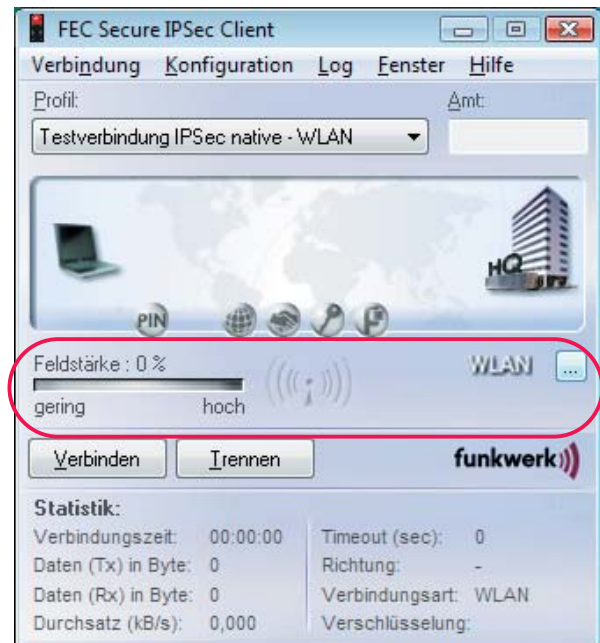 FEC Secure IPSec Client
Verbindung Konfiguration Log Fenster Hilfe
Profil: Amt:
Testverbindung IPSec native - WLAN
HQ
PIN
Feldstärke : 0 % WLAN ...
gering hoch
Verbinden Trennen funkwerk
Statistik:
Verbindungszeit: 00:00:00 Timeout (sec): 0
Daten (Tx) in Byte: 0 Richtung: -
Daten (Rx) in Byte: 0 Verbindungsart: WLAN
Durchsatz (kB/s): 0,000 Verschlüsselung: